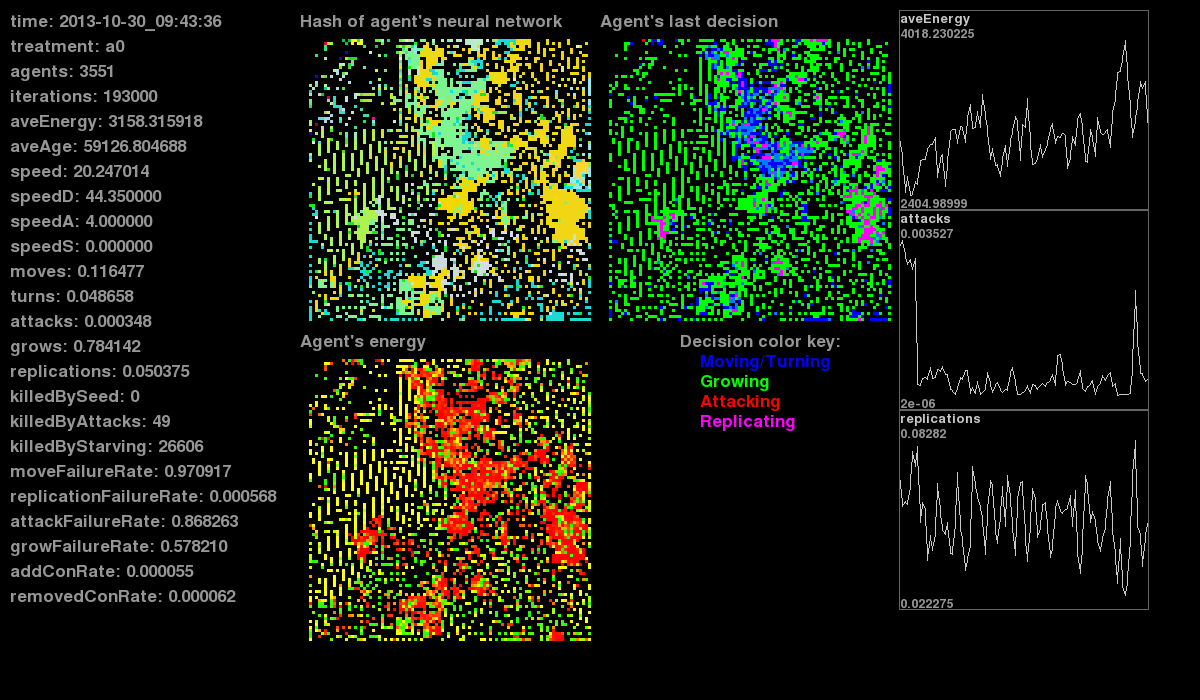 time: 2013-10-30_09:43:36
treatment: a0
agents: 3551
iterations: 193000
aveEnergy: 3158.315918
aveAge: 59126.804688
speed: 20.247014
speedD: 44.350000
speedA: 4.000000
speedS: 0.000000
moves: 0.116477
turns: 0.048658
attacks: 0.000348
grows: 0.784142
replications: 0.050375
killedBySeed: 0
killedByAttacks: 49
killedByStarving: 26606
moveFailureRate: 0.970917
replicationFailureRate: 0.000568
attackFailureRate: 0.868263
growFailureRate: 0.578210
addConRate: 0.000055
removedConRate: 0.000062
Hash of agent's neural network
Agent's last decision
Agent's energy
Decision color key:
Moving/Turning
Growing
Attacking
Replicating
aveEnergy
4018.230225
2404.98999
attacks
0.003527
2e-06
replications
0.08282
0.022275